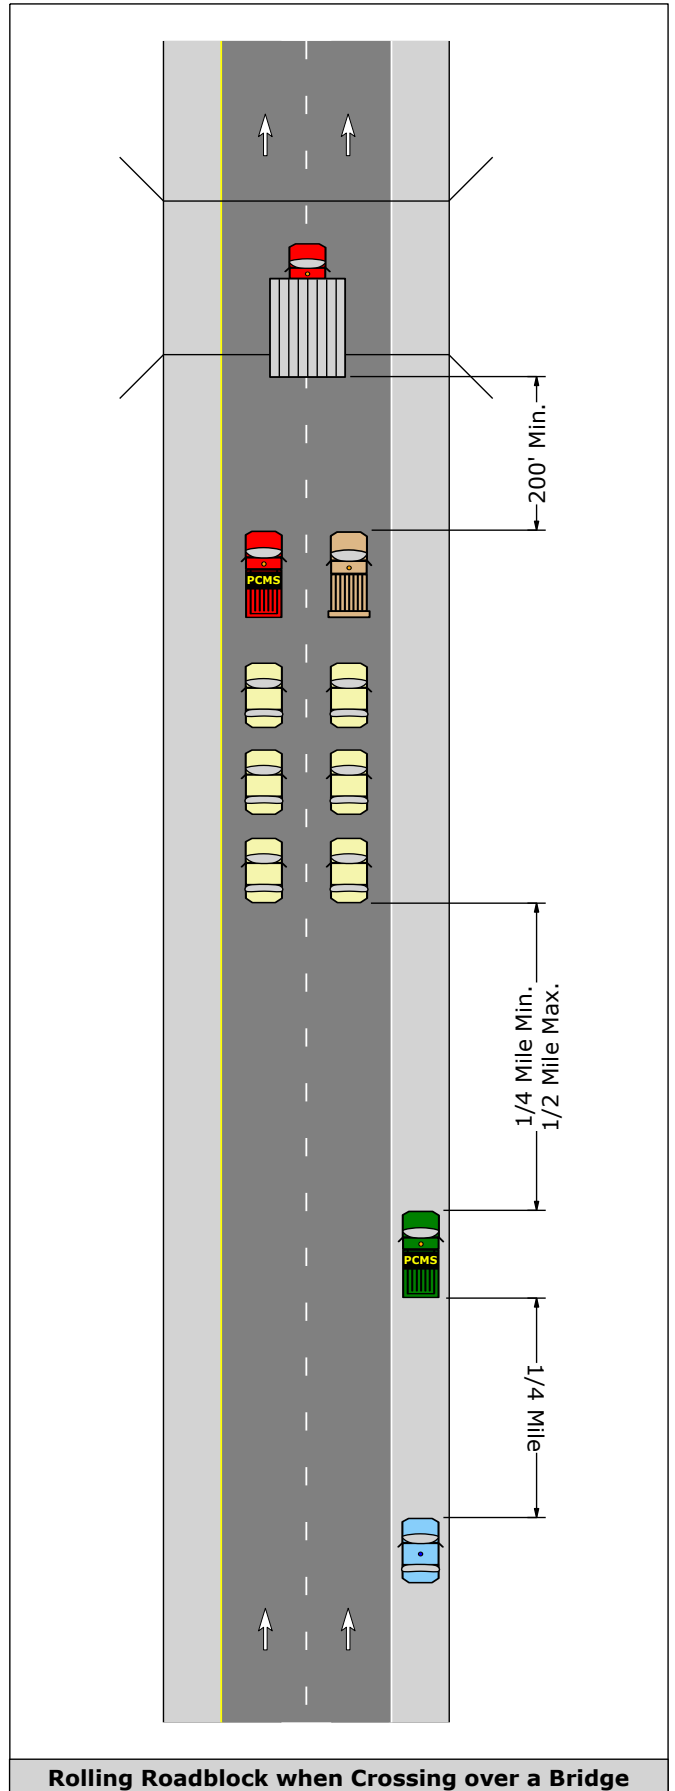 200' Min.
PCMS
1/4 Mile Min.
1/2 Mile Max.
PCMS
1/4 Mile
Rolling Roadblock when Crossing over a Bridge